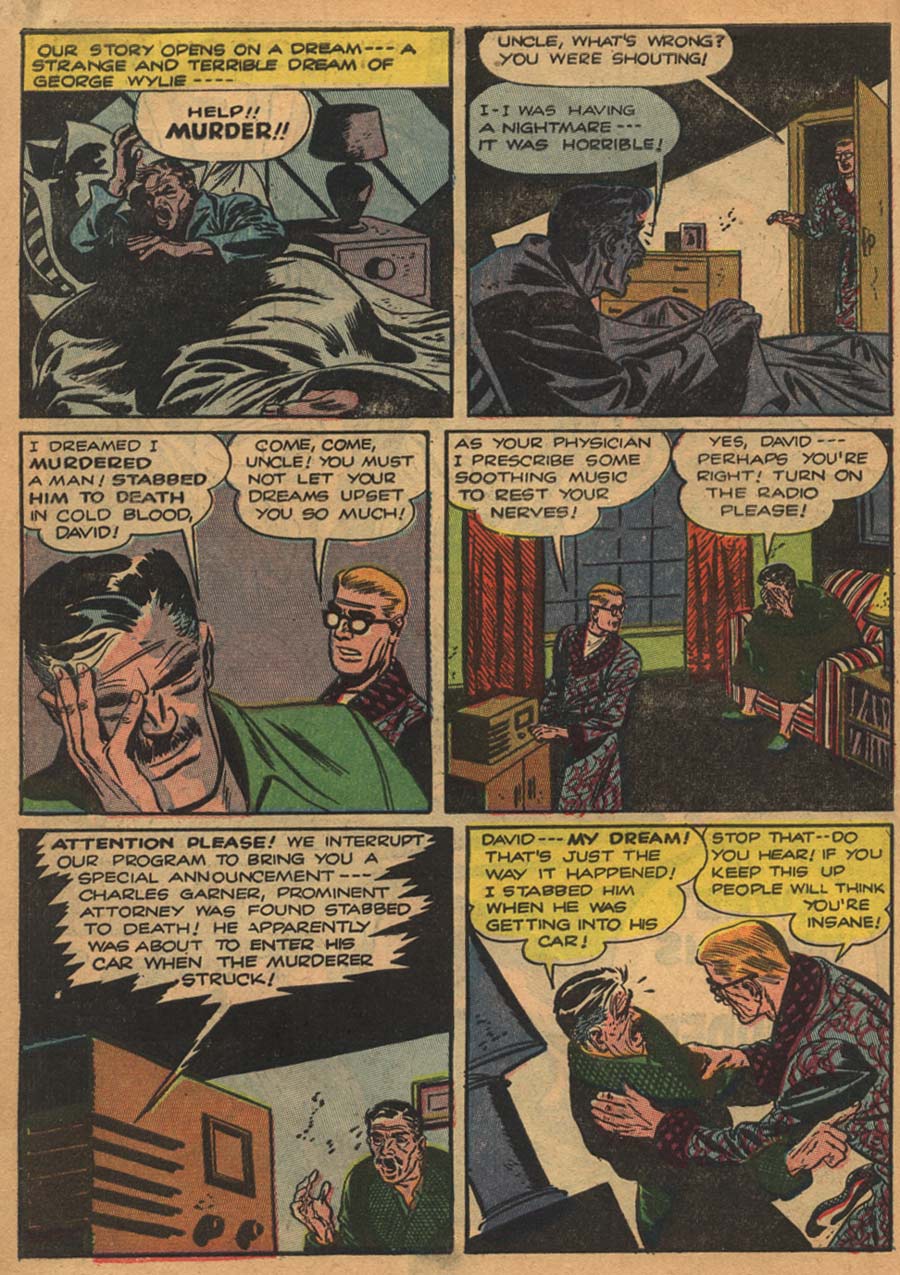 OUR STORY OPENS ON A DREAM---A
STRANGE AND TERRIBLE DREAM OF
GEORGE WYLIE----
HELP!!
MURDER!!
UNCLE, WHAT'S WRONG?
YOU WERE SHOUTING!
I-I WAS HAVING
A NIGHTMARE---
IT WAS HORRIBLE!
I DREAMED I
MURDERED
A MAN! STABBED
HIM TO DEATH
IN COLD BLOOD,
DAVID!
COME, COME,
UNCLE! YOU MUST
NOT LET YOUR
DREAMS UPSET
YOU SO MUCH!
AS YOUR PHYSICIAN
I PRESCRIBE SOME
SOOTHING MUSIC
TO REST YOUR
NERVES!
YES, DAVID---
PERHAPS YOU'RE
RIGHT! TURN ON
THE RADIO
PLEASE!
ATTENTION PLEASE! WE INTERRUPT
OUR PROGRAM TO BRING YOU A
SPECIAL ANNOUNCEMENT---
CHARLES GARNER, PROMINENT
ATTORNEY WAS FOUND STABBED
TO DEATH! HE APPARENTLY
WAS ABOUT TO ENTER HIS
CAR WHEN THE MURDERER
STRUCK!
DAVID---MY DREAM!
THAT'S JUST THE
WAY IT HAPPENED!
I STABBED HIM
WHEN HE WAS
GETTING INTO HIS
CAR!
STOP THAT--DO
YOU HEAR! IF YOU
KEEP THIS UP
PEOPLE WILL THINK
YOU'RE
INSANE!